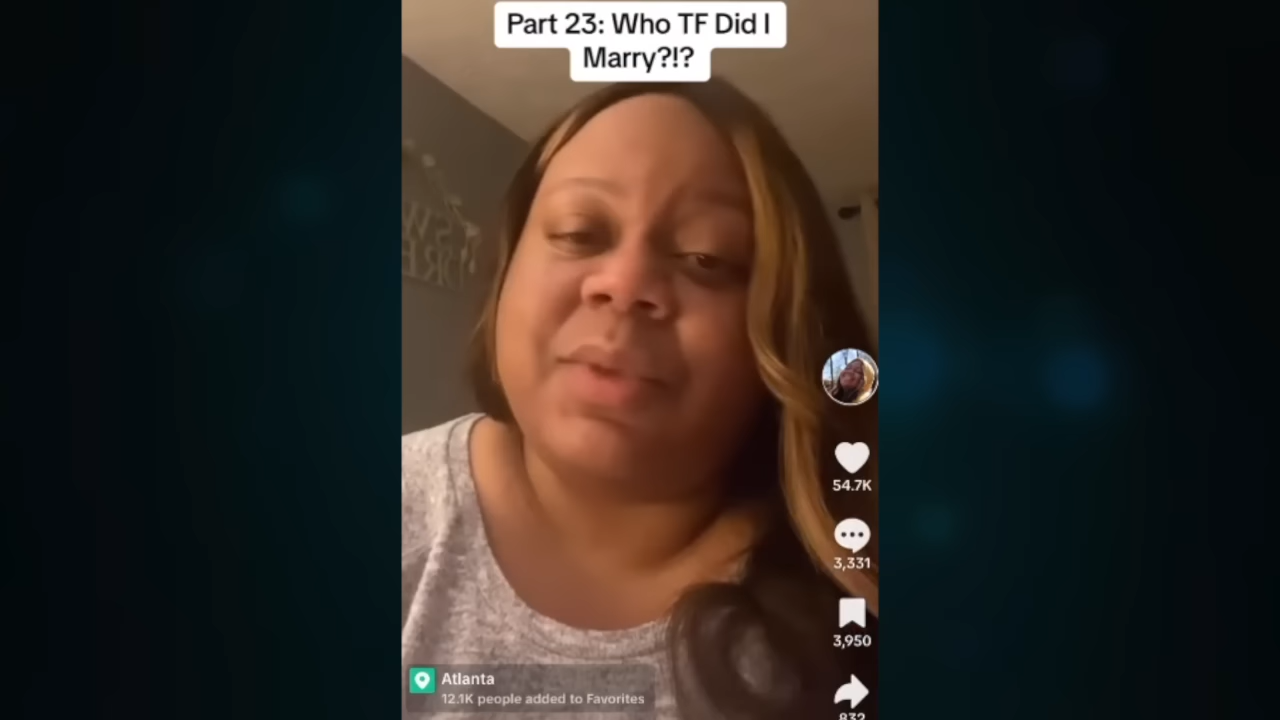 Part 23: Who TF Did I
Marry?!?
54.7K
3,331
3,950
Atlanta
12.1K people added to Favorites
832